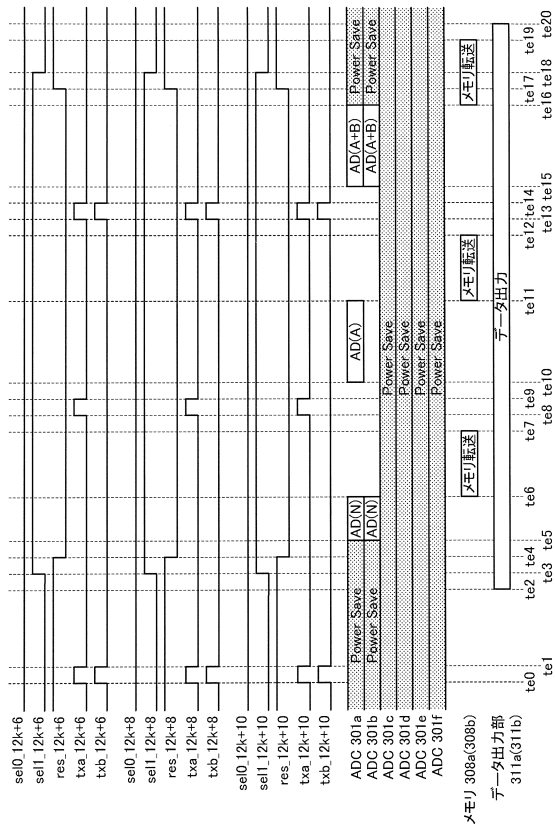 sel0_12k+6
sel1_12k+6
res_12k+6
txa_12k+6
txb_12k+6
sel0_12k+8
sel1_12k+8
res_12k+8
txa_12k+8
txb_12k+8
sel0_12k+10
sel1_12k+10
res_12k+10
txa_12k+10
txb_12k+10
ADC 301a Power Save AD(N) AD(A) AD(A+B) Power Save
ADC 301b Power Save AD(N) AD(A+B) Power Save
ADC 301c Power Save
ADC 301d Power Save
ADC 301e Power Save
ADC 301f Power Save
メモリ 308a(308b) メモリ転送 メモリ転送 メモリ転送
データ出力部 データ出力
311a(311b)
te0 te2 te4 te6 te7 te9 te11 te12 te14 te16 te17 te19
te1 te3 te5 te8 te10 te13 te15 te18 te20